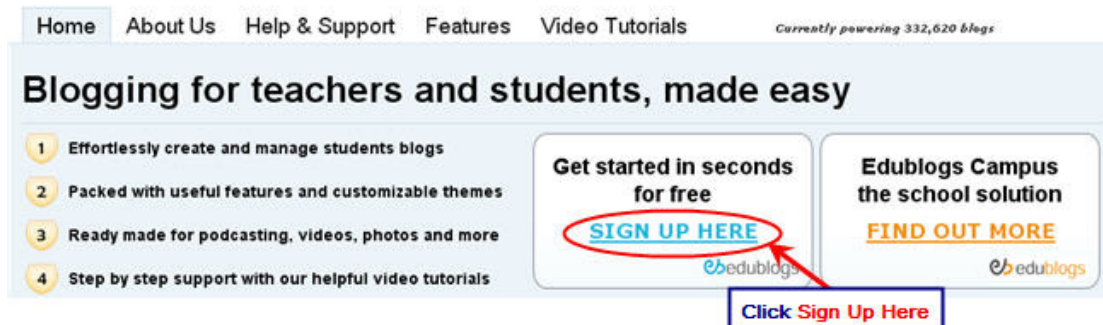 Home About Us Help & Support Features Video Tutorials Currently powering 332,620 blogs
Blogging for teachers and students, made easy
1 Effortlessly create and manage students blogs
2 Packed with useful features and customizable themes
3 Ready made for podcasting, videos, photos and more
4 Step by step support with our helpful video tutorials
Get started in seconds
for free
SIGN UP HERE
edublogs
Edublogs Campus
the school solution
FIND OUT MORE
edublogs
Click Sign Up Here